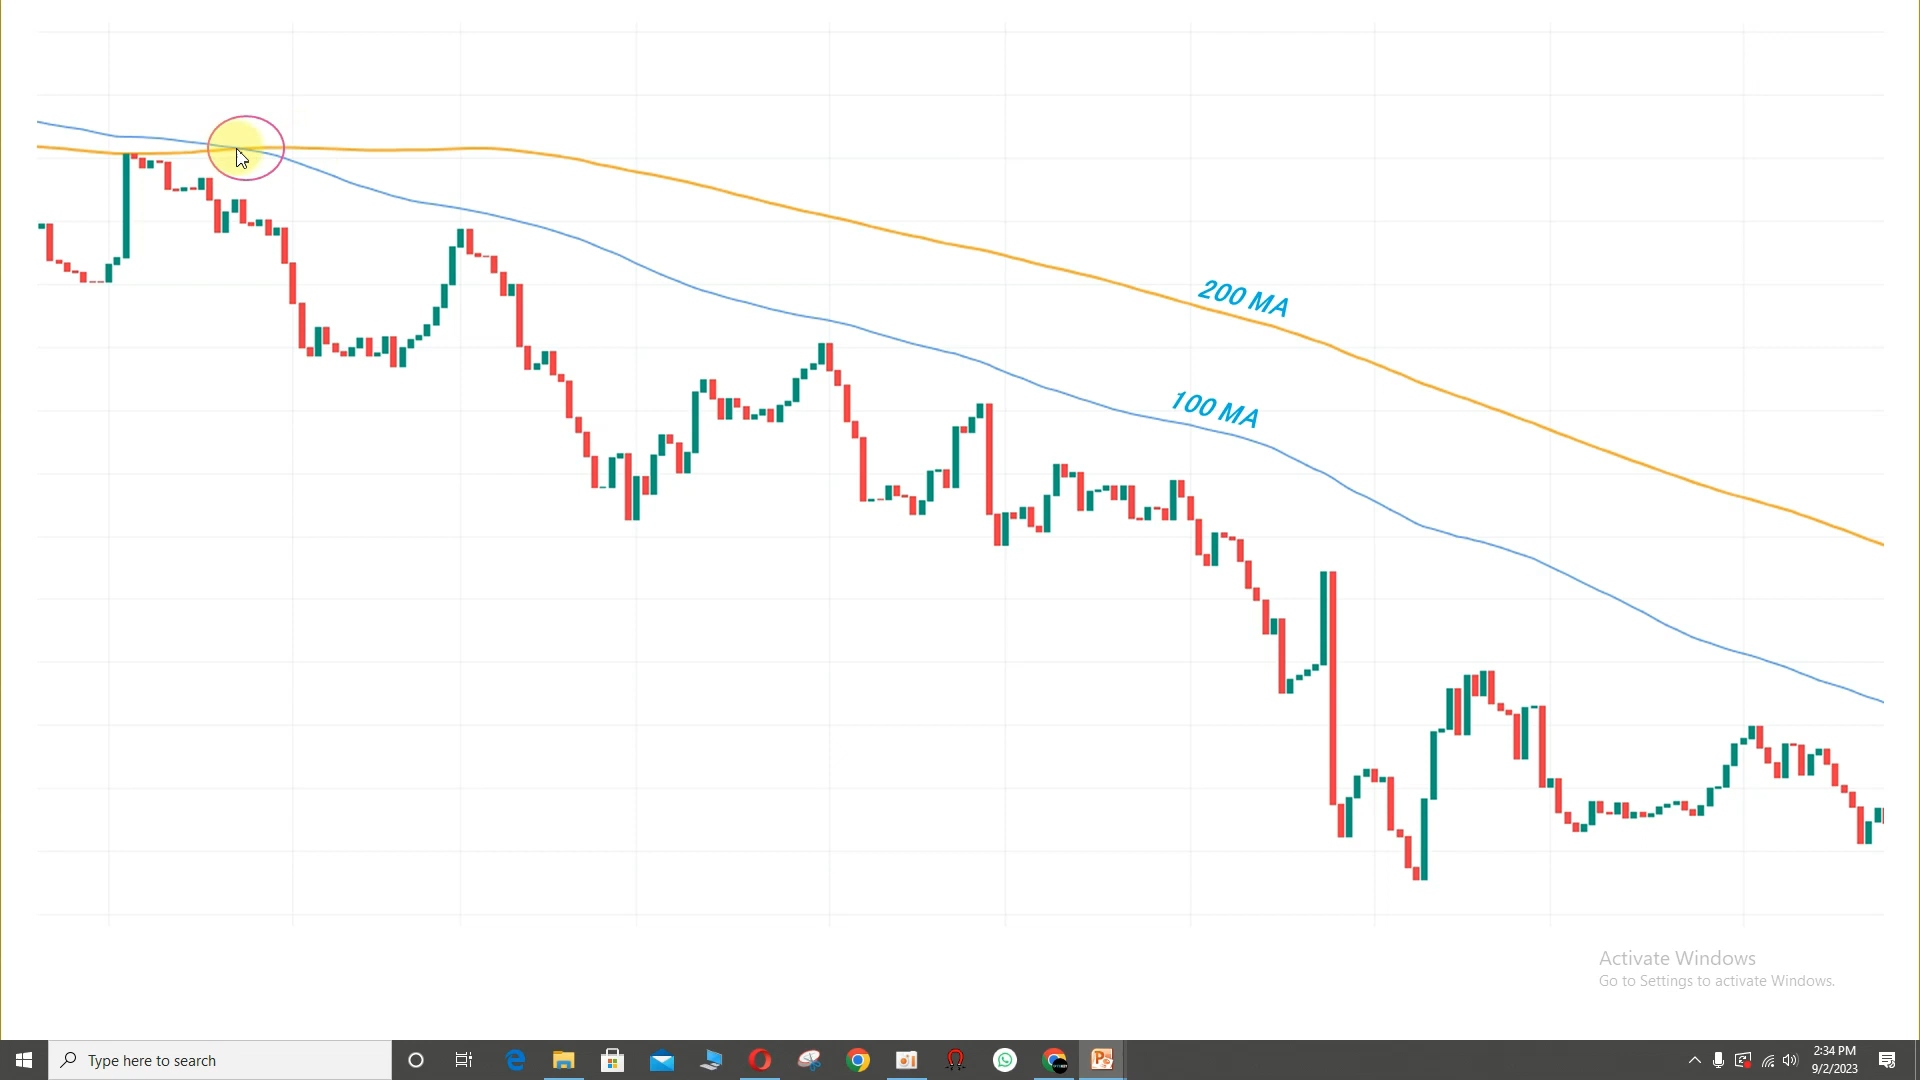 200 MA
100 MA
Activate Windows
Go to Settings to activate Windows.
Type here to search
2:34 PM
9/2/2023